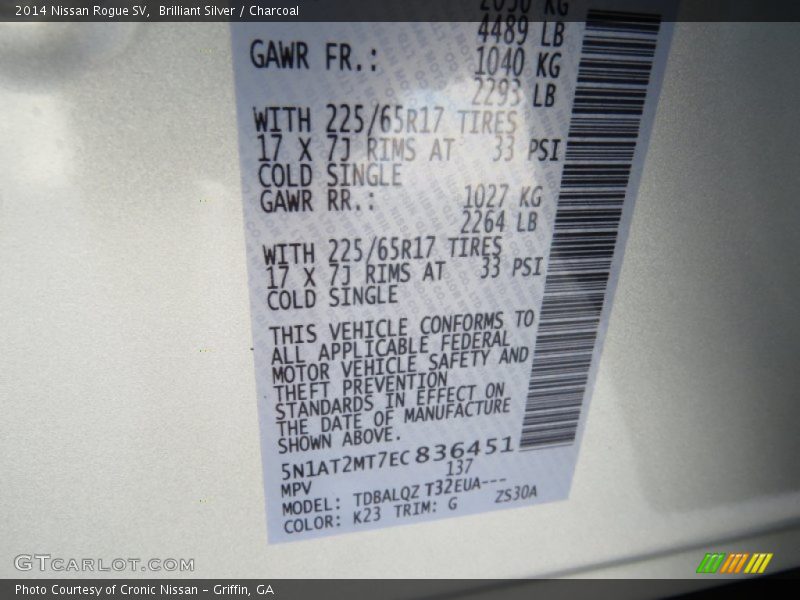 2014 Nissan Rogue SV,  Brilliant Silver / Charcoal
4489 LB
GAWR FR.: 1040 KG
2293 LB
WITH 225/65R17 TIRES
17 X 7J RIMS AT 33 PSI
COLD SINGLE
GAWR RR.: 1027 KG
2264 LB
WITH 225/65R17 TIRES
17 X 7J RIMS AT 33 PSI
COLD SINGLE
THIS VEHICLE CONFORMS TO
ALL APPLICABLE FEDERAL
MOTOR VEHICLE SAFETY AND
THEFT PREVENTION
STANDARDS IN EFFECT ON
THE DATE OF MANUFACTURE
SHOWN ABOVE.
5N1AT2MT7EC836451
MPV 137
MODEL: TDBALQZ T32EUA---
COLOR: K23 TRIM: G ZS30A
GTCARLOT.COM
Photo Courtesy of Cronic Nissan – Griffin, GA